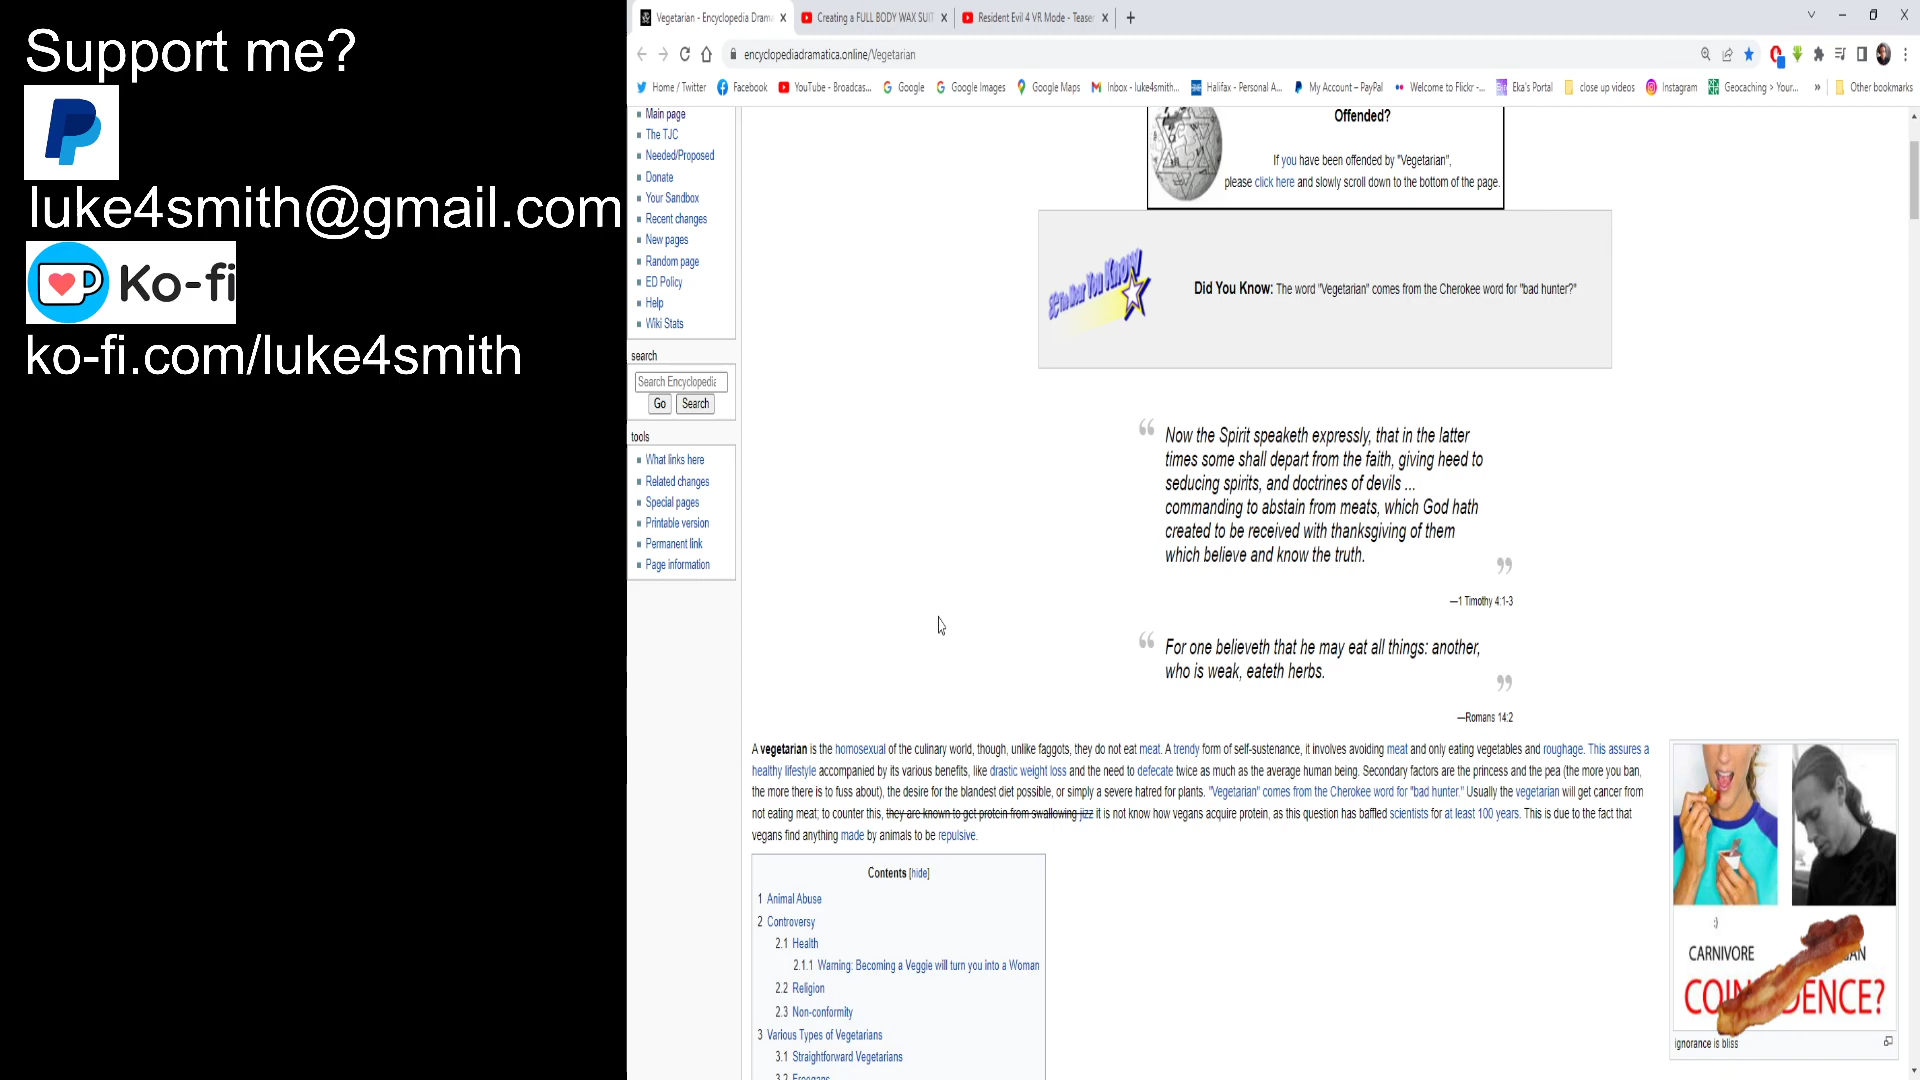 Support me?
luke4smith@gmail.com
Ko-fi
ko-fi.com/luke4smith
Vegetarian - Encyclopedia Drama
Creating a FULL BODY WAX SUIT
Resident Evil 4 VR Mode - Teaser
encyclopediadramatica.online/Vegetarian
Home / Twitter
Facebook
YouTube - Broadcas...
Google
Google Images
Google Maps
Inbox - luke4smith...
Halifax - Personal A...
My Account – PayPal
Welcome to Flickr -...
Eka's Portal
close up videos
Instagram
Geocaching > Your...
»
Other bookmarks
Main page
The TJC
Needed/Proposed
Donate
Your Sandbox
Recent changes
New pages
Random page
ED Policy
Help
Wiki Stats
search
Search Encyclopedia
Go
Search
tools
What links here
Related changes
Special pages
Printable version
Permanent link
Page information
Offended?
If you have been offended by "Vegetarian",
please click here and slowly scroll down to the bottom of the page.
Did You Know: The word "Vegetarian" comes from the Cherokee word for "bad hunter?"
“ Now the Spirit speaketh expressly, that in the latter
times some shall depart from the faith, giving heed to
seducing spirits, and doctrines of devils ...
commanding to abstain from meats, which God hath
created to be received with thanksgiving of them
which believe and know the truth. ”
—1 Timothy 4:1-3
“ For one believeth that he may eat all things: another,
who is weak, eateth herbs. ”
—Romans 14:2
A vegetarian is the homosexual of the culinary world, though, unlike faggots, they do not eat meat. A trendy form of self-sustenance, it involves avoiding meat and only eating vegetables and roughage. This assures a
healthy lifestyle accompanied by its various benefits, like drastic weight loss and the need to defecate twice as much as the average human being. Secondary factors are the princess and the pea (the more you ban,
the more there is to fuss about), the desire for the blandest diet possible, or simply a severe hatred for plants. "Vegetarian" comes from the Cherokee word for "bad hunter." Usually the vegetarian will get cancer from
not eating meat; to counter this, they are known to get protein from swallowing jizz it is not know how vegans acquire protein, as this question has baffled scientists for at least 100 years. This is due to the fact that
vegans find anything made by animals to be repulsive.
Contents [hide]
1 Animal Abuse
2 Controversy
2.1 Health
2.1.1 Warning: Becoming a Veggie will turn you into a Woman
2.2 Religion
2.3 Non-conformity
3 Various Types of Vegetarians
3.1 Straightforward Vegetarians
3.2 Freegans
:)
CARNIVORE
ignorance is bliss